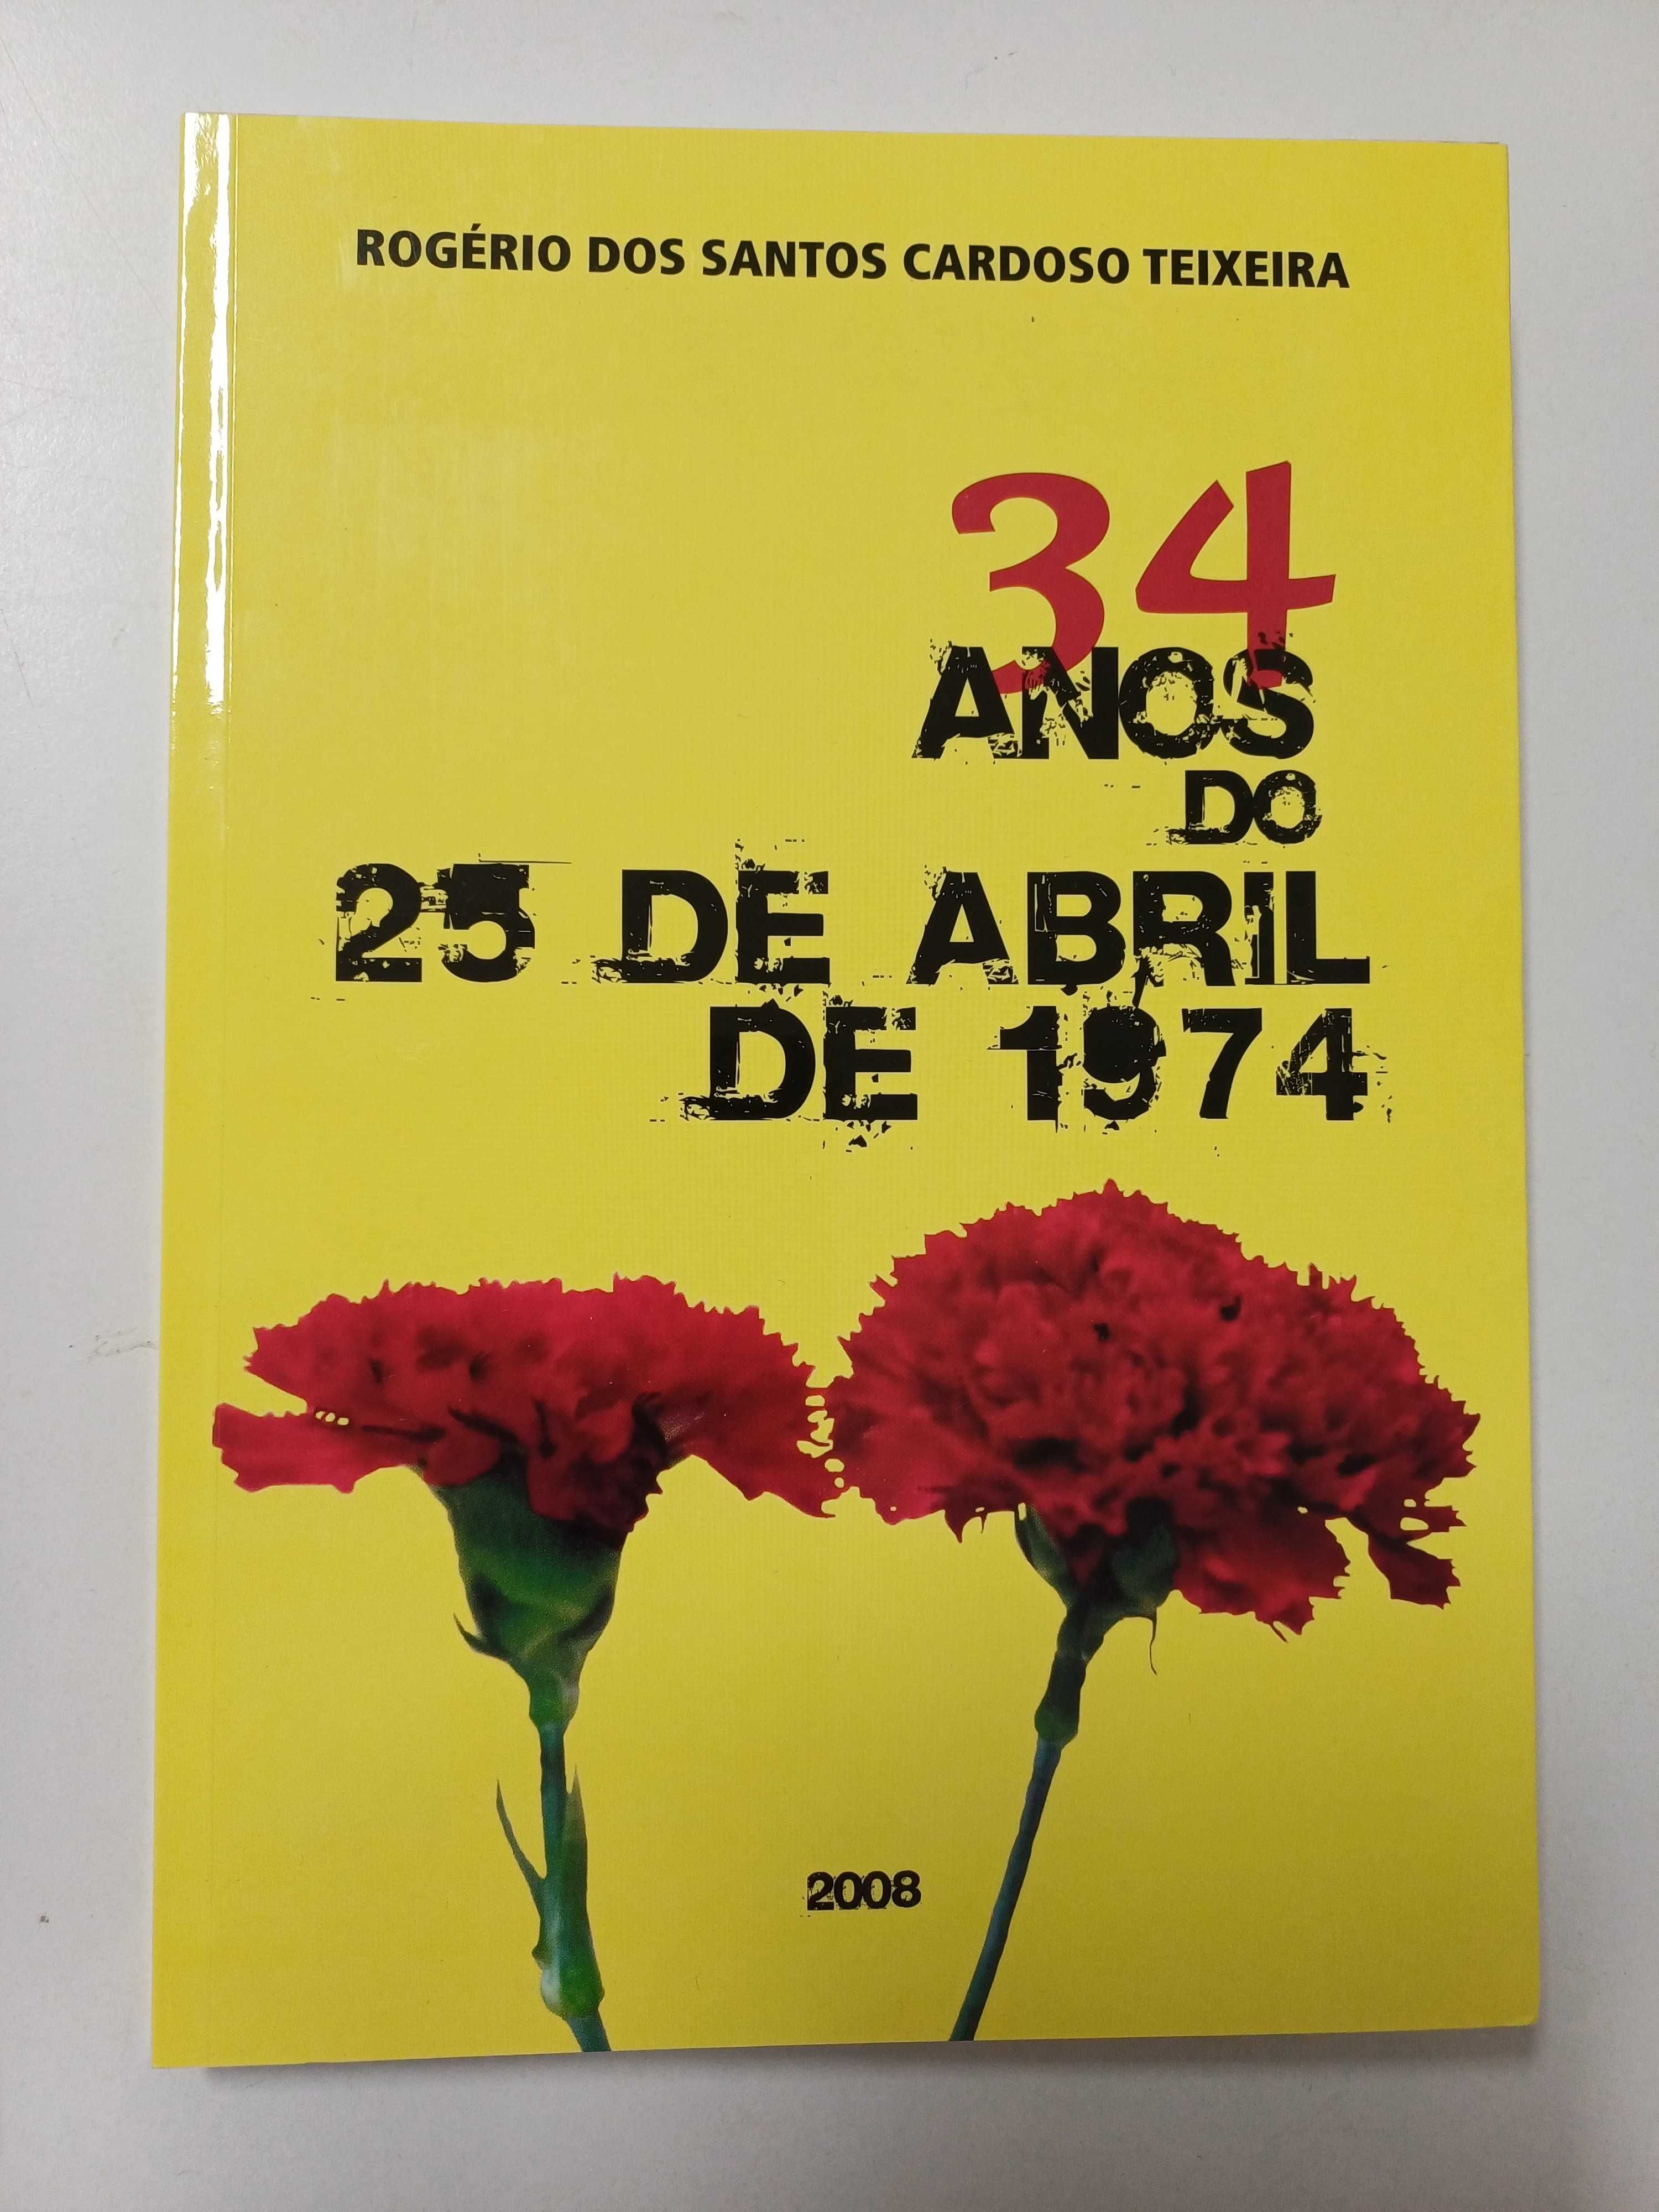 ROGÉRIO DOS SANTOS CARDOSO TEIXEIRA
34
ANOS
DO
25 DE ABRIL
DE 1974
2008